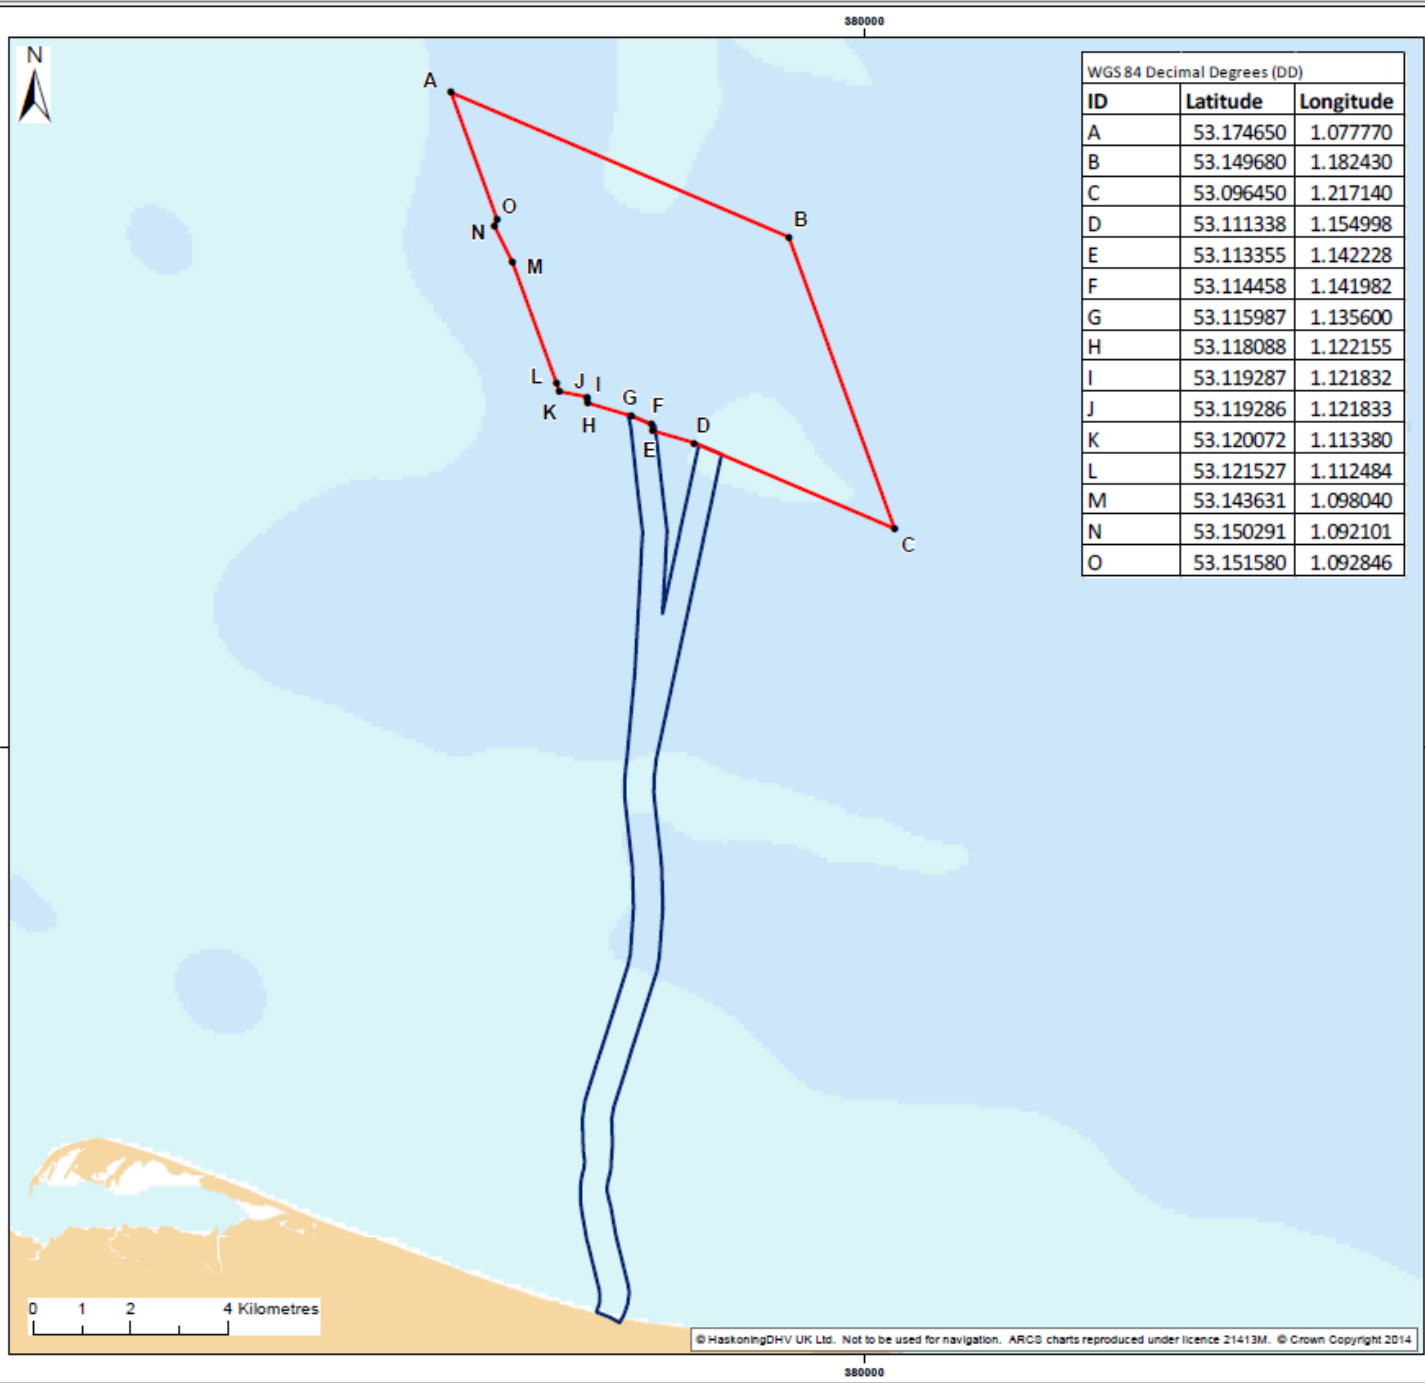 380000
N
WGS84 Decimal Degrees (DD)
ID Latitude Longitude
A 53.174650 1.077770
B 53.149680 1.182430
C 53.096450 1.217140
D 53.111338 1.154998
E 53.113355 1.142228
F 53.114458 1.141982
G 53.115987 1.135600
H 53.118088 1.122155
I 53.119287 1.121832
J 53.119286 1.121833
K 53.120072 1.113380
L 53.121527 1.112484
M 53.143631 1.098040
N 53.150291 1.092101
O 53.151580 1.092846
A
O
B
N
M
L
J
I
K
G
F
H
D
E
C
0 1 2 4 Kilometres
© HaskoningDHV UK Ltd. Not to be used for navigation. ARCS charts reproduced under licence 21413M. © Crown Copyright 2014
380000